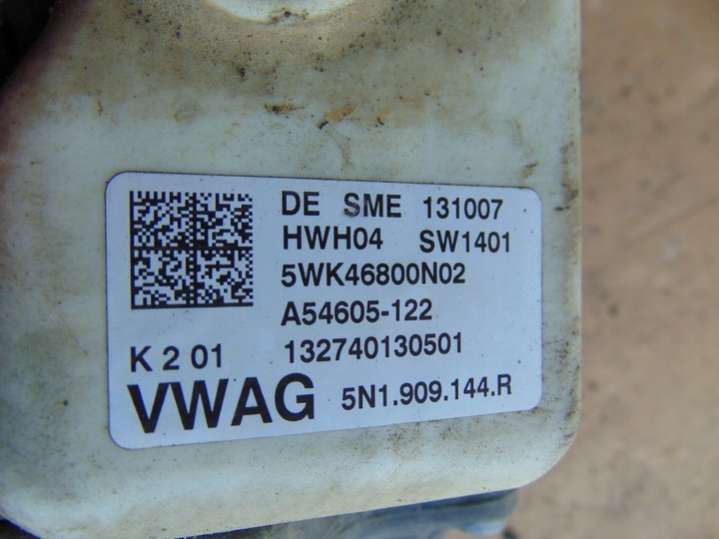 DE SME 131007
HWH04 SW1401
5WK46800N02
A54605-122
K 2 01 132740130501
VWAG 5N1.909.144.R